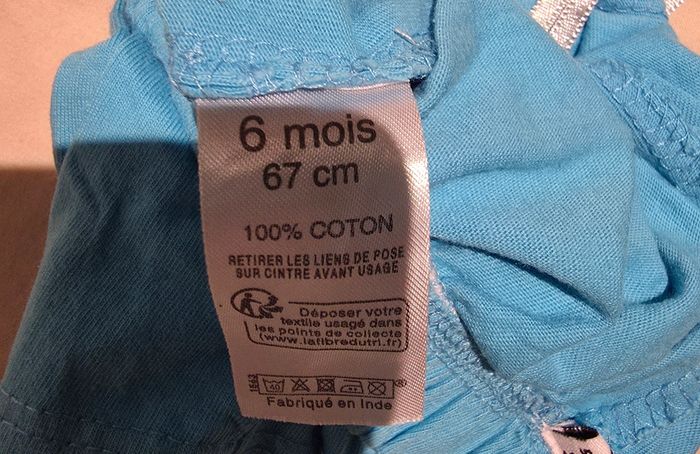 6 mois
67 cm
100% COTON
RETIRER LES LIENS DE POSE
SUR CINTRE AVANT USAGE
Déposer votre
textile usagé dans
les points de collecte
(www.lafibredutri.fr)
40
®
Fabriqué en Inde